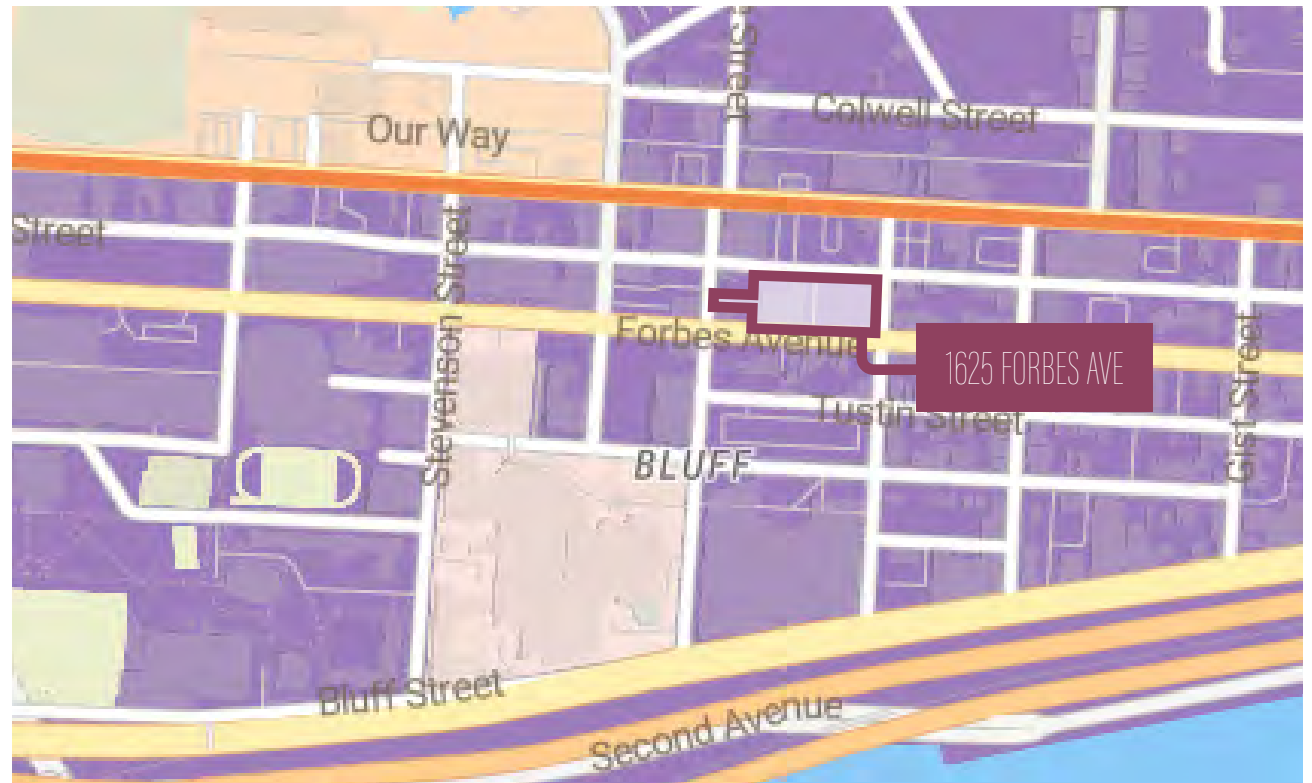 Colwell Street
Our Way
Street
Stevenson Street
Forbes Avenue
1625 FORBES AVE
Tustin Street
Gist Street
BLUFF
Bluff Street
Second Avenue